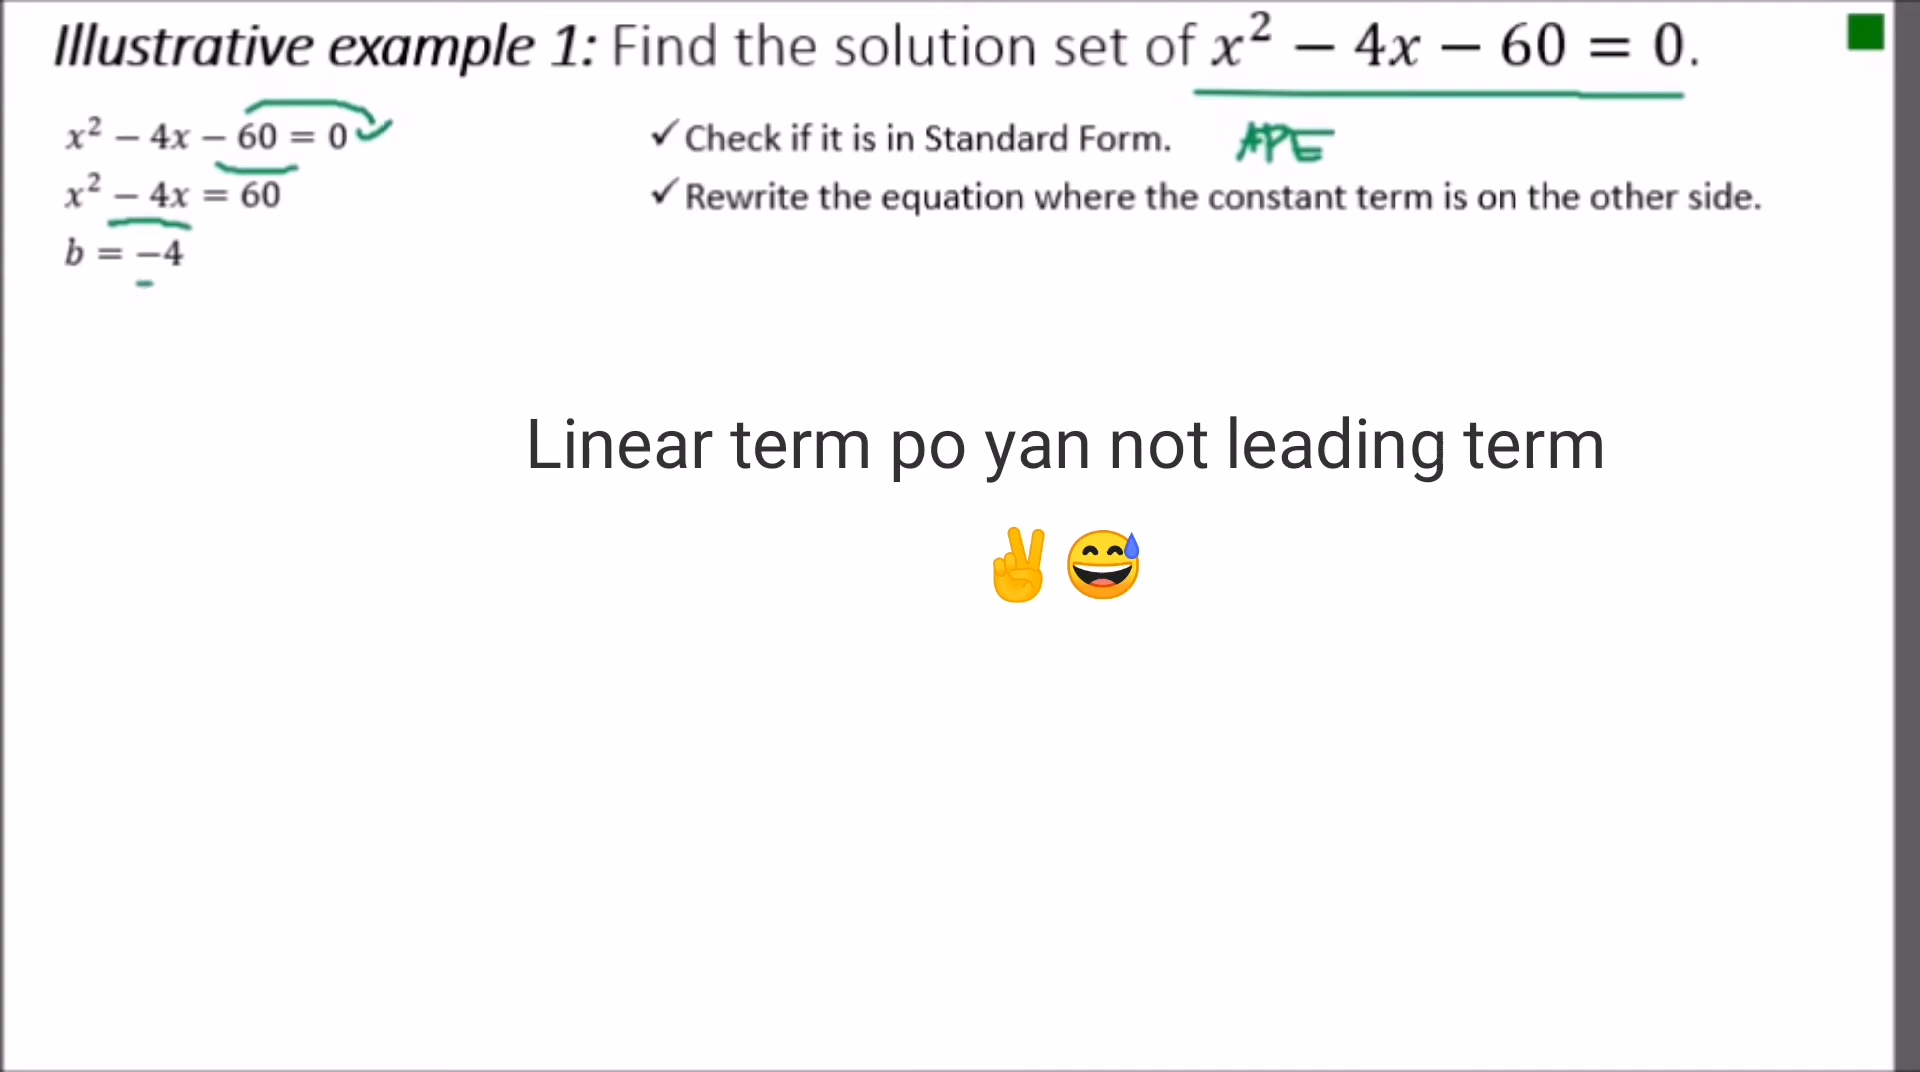 Illustrative example 1: Find the solution set of x² − 4x − 60 = 0.
x² − 4x − 60 = 0
✓ Check if it is in Standard Form. APE
x² − 4x = 60
✓ Rewrite the equation where the constant term is on the other side.
b = −4
Linear term po yan not leading term
✌😅